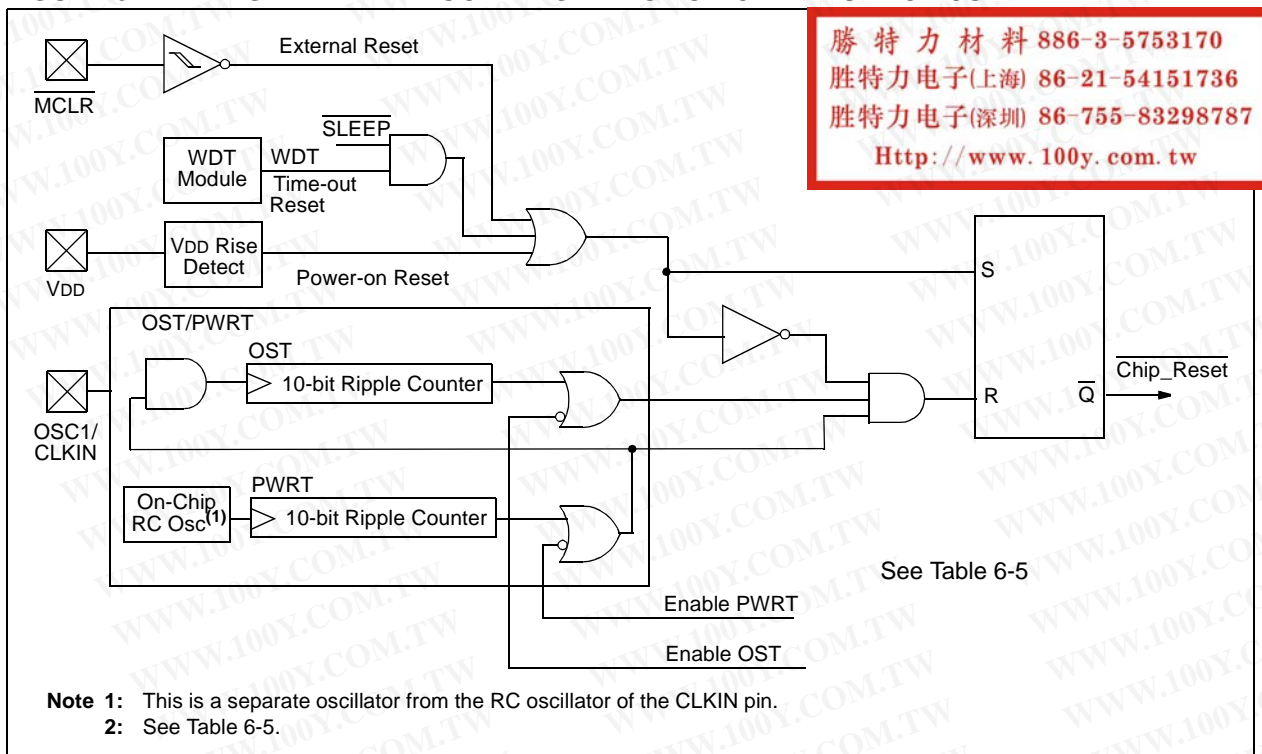 勝特力材料 886-3-5753170
胜特力电子(上海) 86-21-54151736
胜特力电子(深圳) 86-755-83298787
Http://www.100y.com.tw
External Reset
MCLR
SLEEP
WDT Module
WDT
Time-out
Reset
VDD Rise Detect
VDD
Power-on Reset
OST/PWRT
OST
10-bit Ripple Counter
OSC1/
CLKIN
PWRT
On-Chip
RC Osc(1)
10-bit Ripple Counter
S
R
Q
Chip_Reset
See Table 6-5
Enable PWRT
Enable OST
Note 1: This is a separate oscillator from the RC oscillator of the CLKIN pin.
2: See Table 6-5.
WWW.100Y.COM.TW